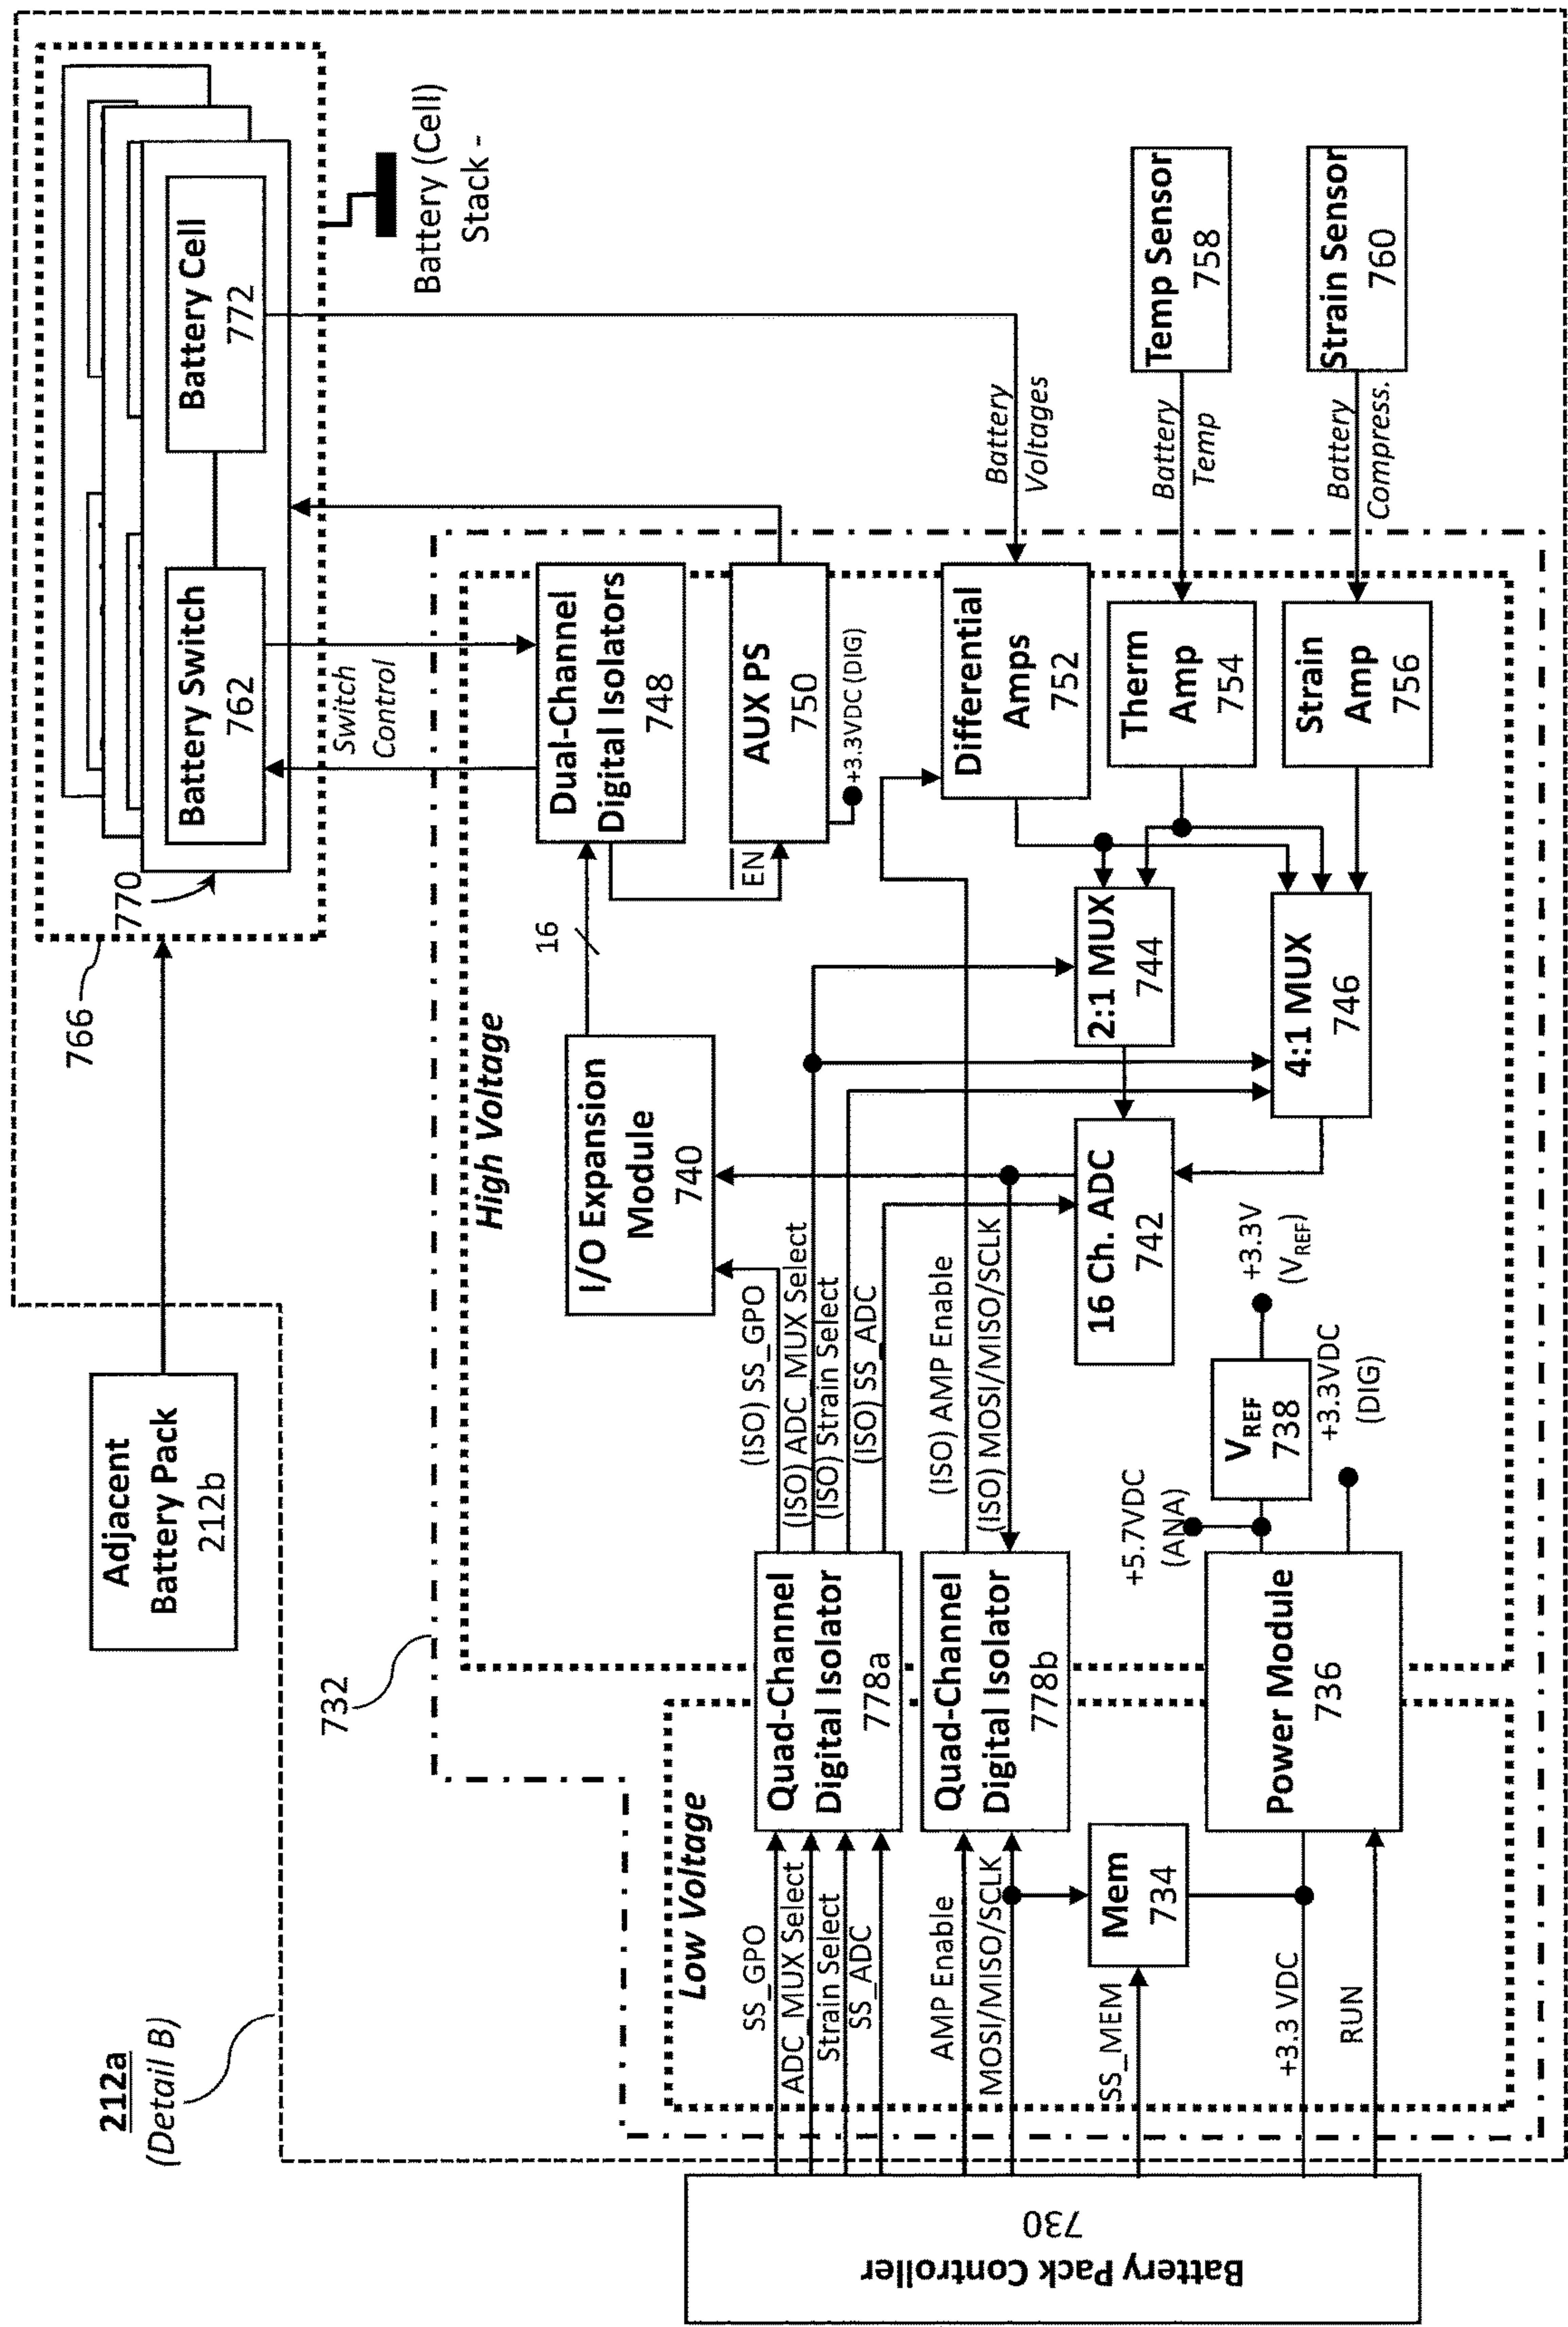 212a
(Detail B)
Adjacent
Battery Pack
212b
766
770
Battery Switch
762
Battery Cell
772
Battery (Cell)
Stack -
Switch
Control
732
High Voltage
Low Voltage
Battery Pack Controller
730
SS_GPO
ADC_MUX Select
Strain Select
SS_ADC
AMP Enable
MOSI/MISO/SCLK
SS_MEM
+3.3 VDC
RUN
Mem
734
Quad-Channel
Digital Isolator
778a
Quad-Channel
Digital Isolator
778b
Power Module
736
(ISO) SS_GPO
(ISO) ADC_MUX Select
(ISO) Strain Select
(ISO) SS_ADC
(ISO) AMP Enable
(ISO) MOSI/MISO/SCLK
+5.7VDC
(ANA)
VREF
738
+3.3V
(VREF)
+3.3VDC
(DIG)
I/O Expansion
Module
740
16
16 Ch. ADC
742
2:1 MUX
744
4:1 MUX
746
Dual-Channel
Digital Isolators
748
EN
AUX PS
750
+3.3VDC (DIG)
Differential
Amps
752
Therm
Amp
754
Strain
Amp
756
Battery
Voltages
Battery
Temp
Battery
Compress.
Temp Sensor
758
Strain Sensor
760